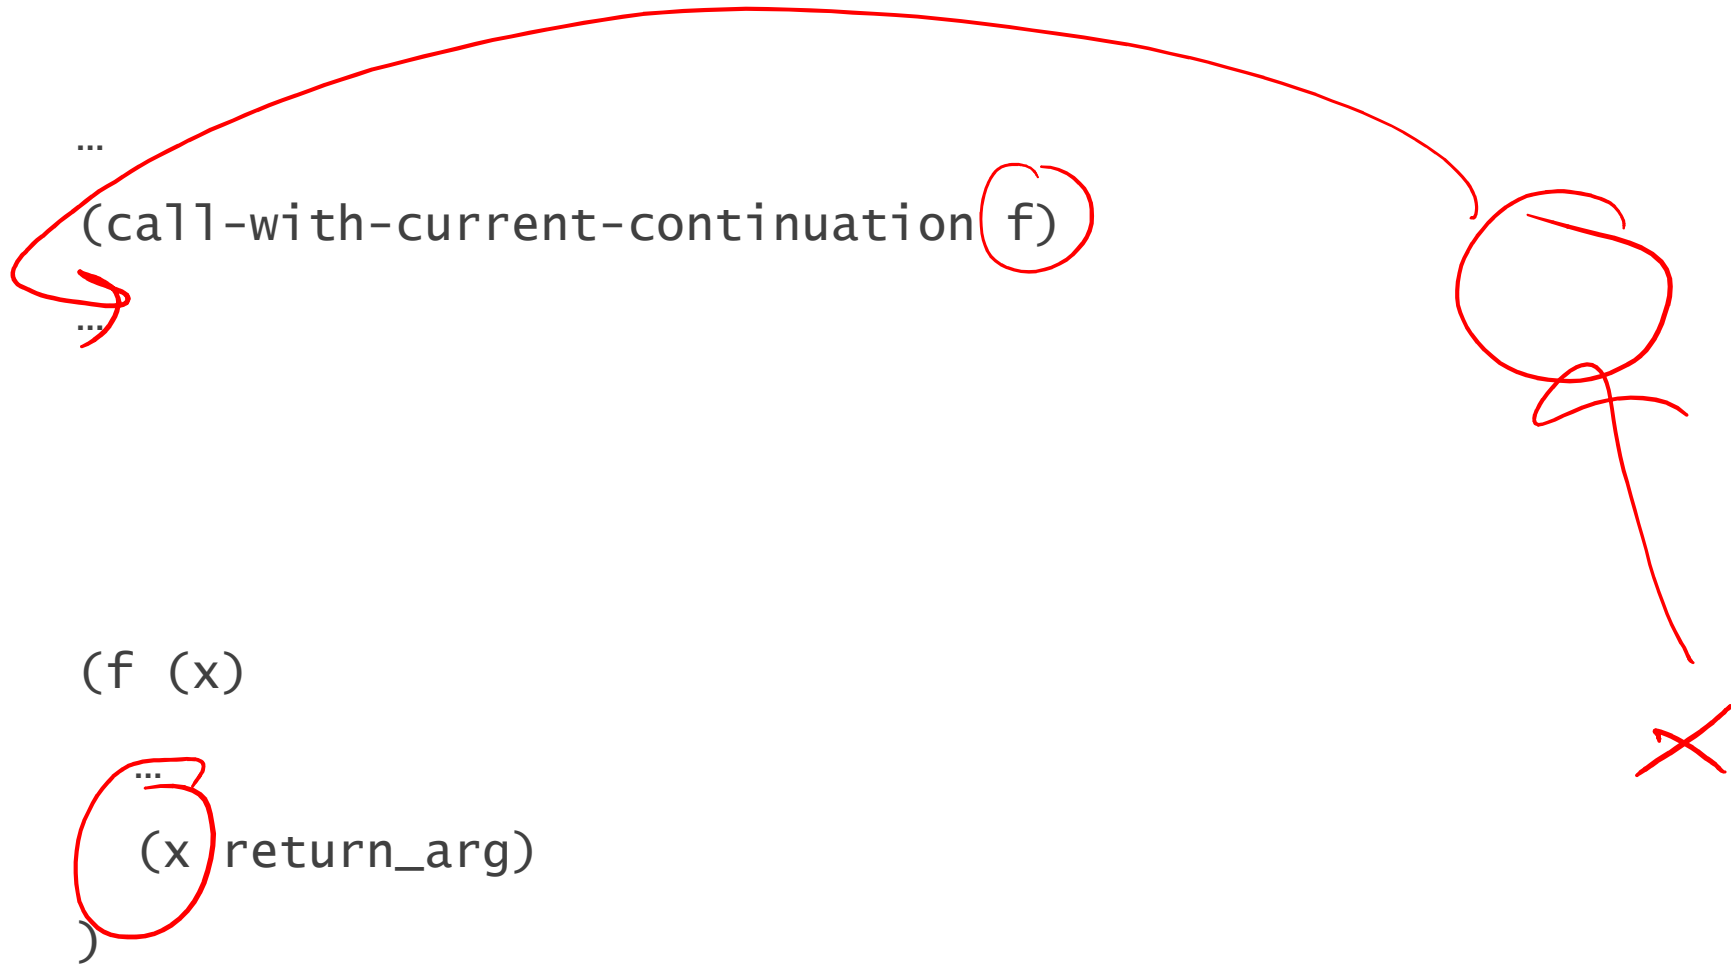 …
(call-with-current-continuation f)
…
(f (x)
…
(x return_arg)
)
x